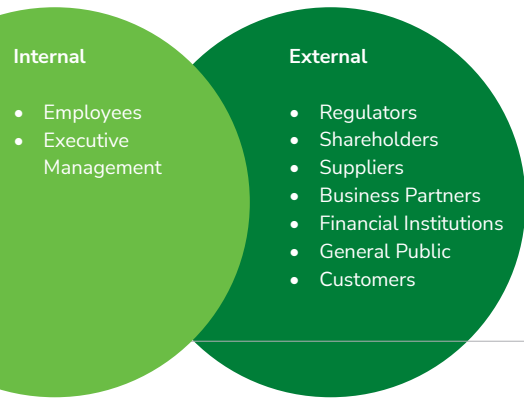 Internal
• Employees
• Executive
Management
External
• Regulators
• Shareholders
• Suppliers
• Business Partners
• Financial Institutions
• General Public
• Customers